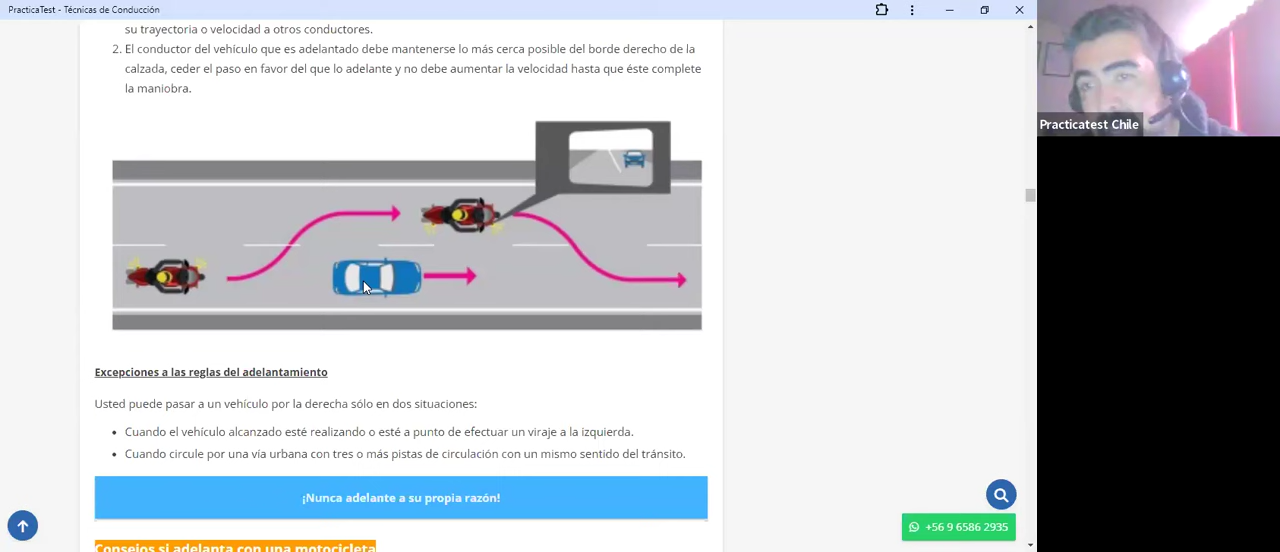 PracticaTest - Técnicas de Conducción
su trayectoria o velocidad a otros conductores.
2. El conductor del vehículo que es adelantado debe mantenerse lo más cerca posible del borde derecho de la
calzada, ceder el paso en favor del que lo adelante y no debe aumentar la velocidad hasta que éste complete
la maniobra.
Practicatest Chile
Excepciones a las reglas del adelantamiento
Usted puede pasar a un vehículo por la derecha sólo en dos situaciones:
• Cuando el vehículo alcanzado esté realizando o esté a punto de efectuar un viraje a la izquierda.
• Cuando circule por una vía urbana con tres o más pistas de circulación con un mismo sentido del tránsito.
¡Nunca adelante a su propia razón!
+56 9 6586 2935
Consejos si adelanta con una motocicleta